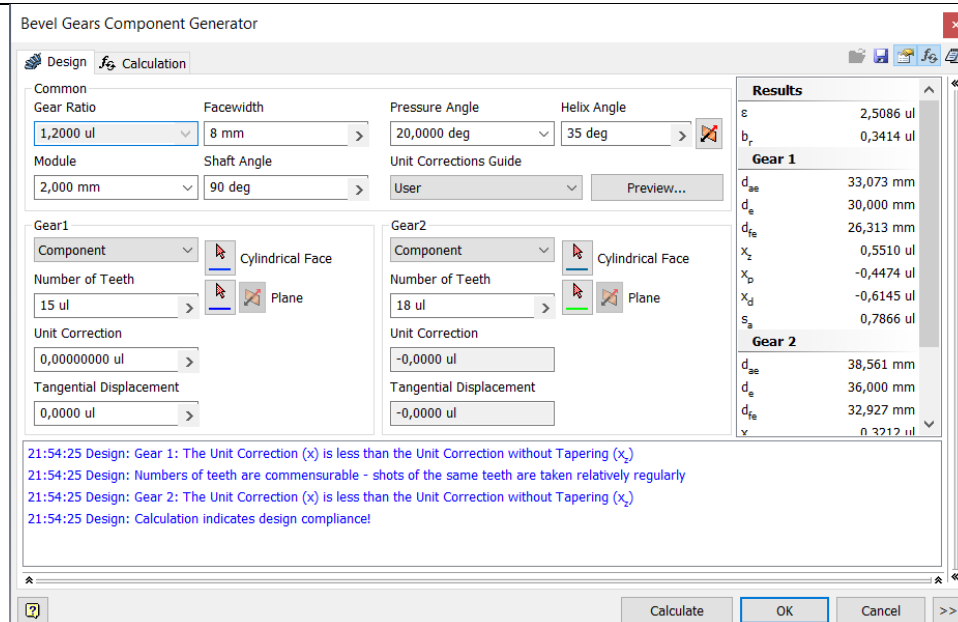 Bevel Gears Component Generator
Design
Calculation
Common
Gear Ratio
Facewidth
Pressure Angle
Helix Angle
1,2000 ul
8 mm
20,0000 deg
35 deg
Module
Shaft Angle
Unit Corrections Guide
2,000 mm
90 deg
User
Preview...
Gear1
Component
Cylindrical Face
Number of Teeth
15 ul
Plane
Unit Correction
0,00000000 ul
Tangential Displacement
0,0000 ul
Gear2
Component
Cylindrical Face
Number of Teeth
18 ul
Plane
Unit Correction
-0,0000 ul
Tangential Displacement
-0,0000 ul
Results
ε 2,5086 ul
br 0,3414 ul
Gear 1
dae 33,073 mm
de 30,000 mm
dfe 26,313 mm
xz 0,5510 ul
xp -0,4474 ul
xd -0,6145 ul
sa 0,7866 ul
Gear 2
dae 38,561 mm
de 36,000 mm
dfe 32,927 mm
x 0,3212 ul
21:54:25 Design: Gear 1: The Unit Correction (x) is less than the Unit Correction without Tapering (xz)
21:54:25 Design: Numbers of teeth are commensurable - shots of the same teeth are taken relatively regularly
21:54:25 Design: Gear 2: The Unit Correction (x) is less than the Unit Correction without Tapering (xz)
21:54:25 Design: Calculation indicates design compliance!
Calculate
OK
Cancel
>>